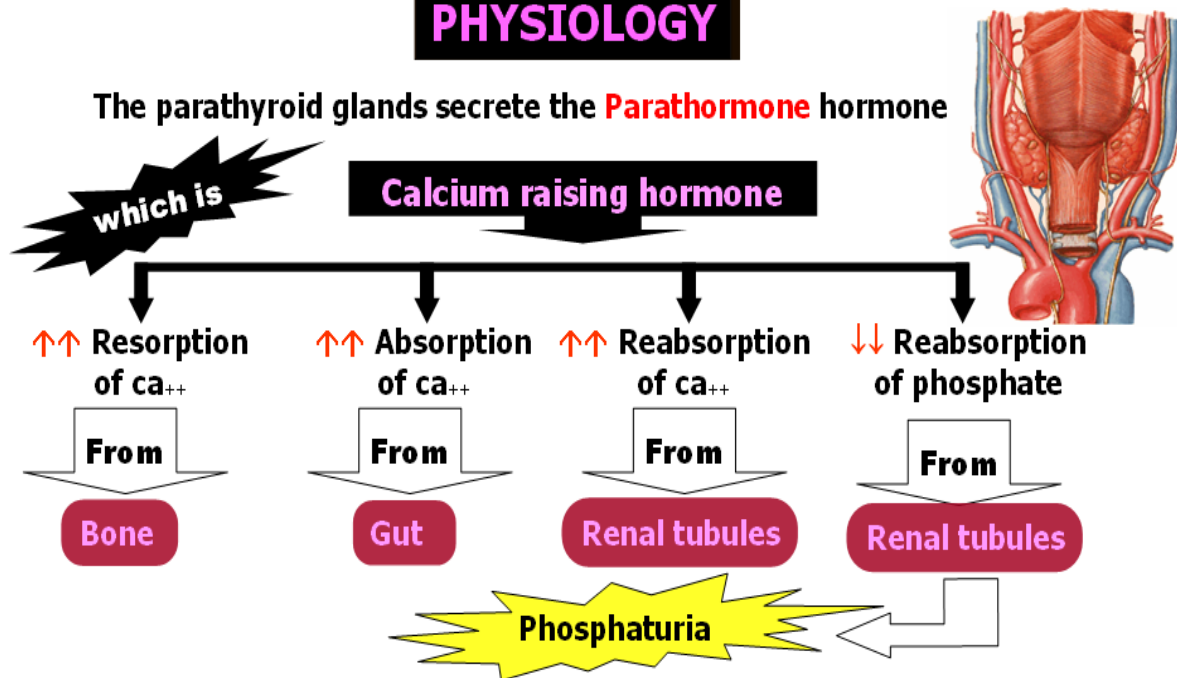 PHYSIOLOGY
The parathyroid glands secrete the Parathormone hormone
which is
Calcium raising hormone
↑↑ Resorption
of ca++
↑↑ Absorption
of ca++
↑↑ Reabsorption
of ca++
↓↓ Reabsorption
of phosphate
From
From
From
From
Bone
Gut
Renal tubules
Renal tubules
Phosphaturia